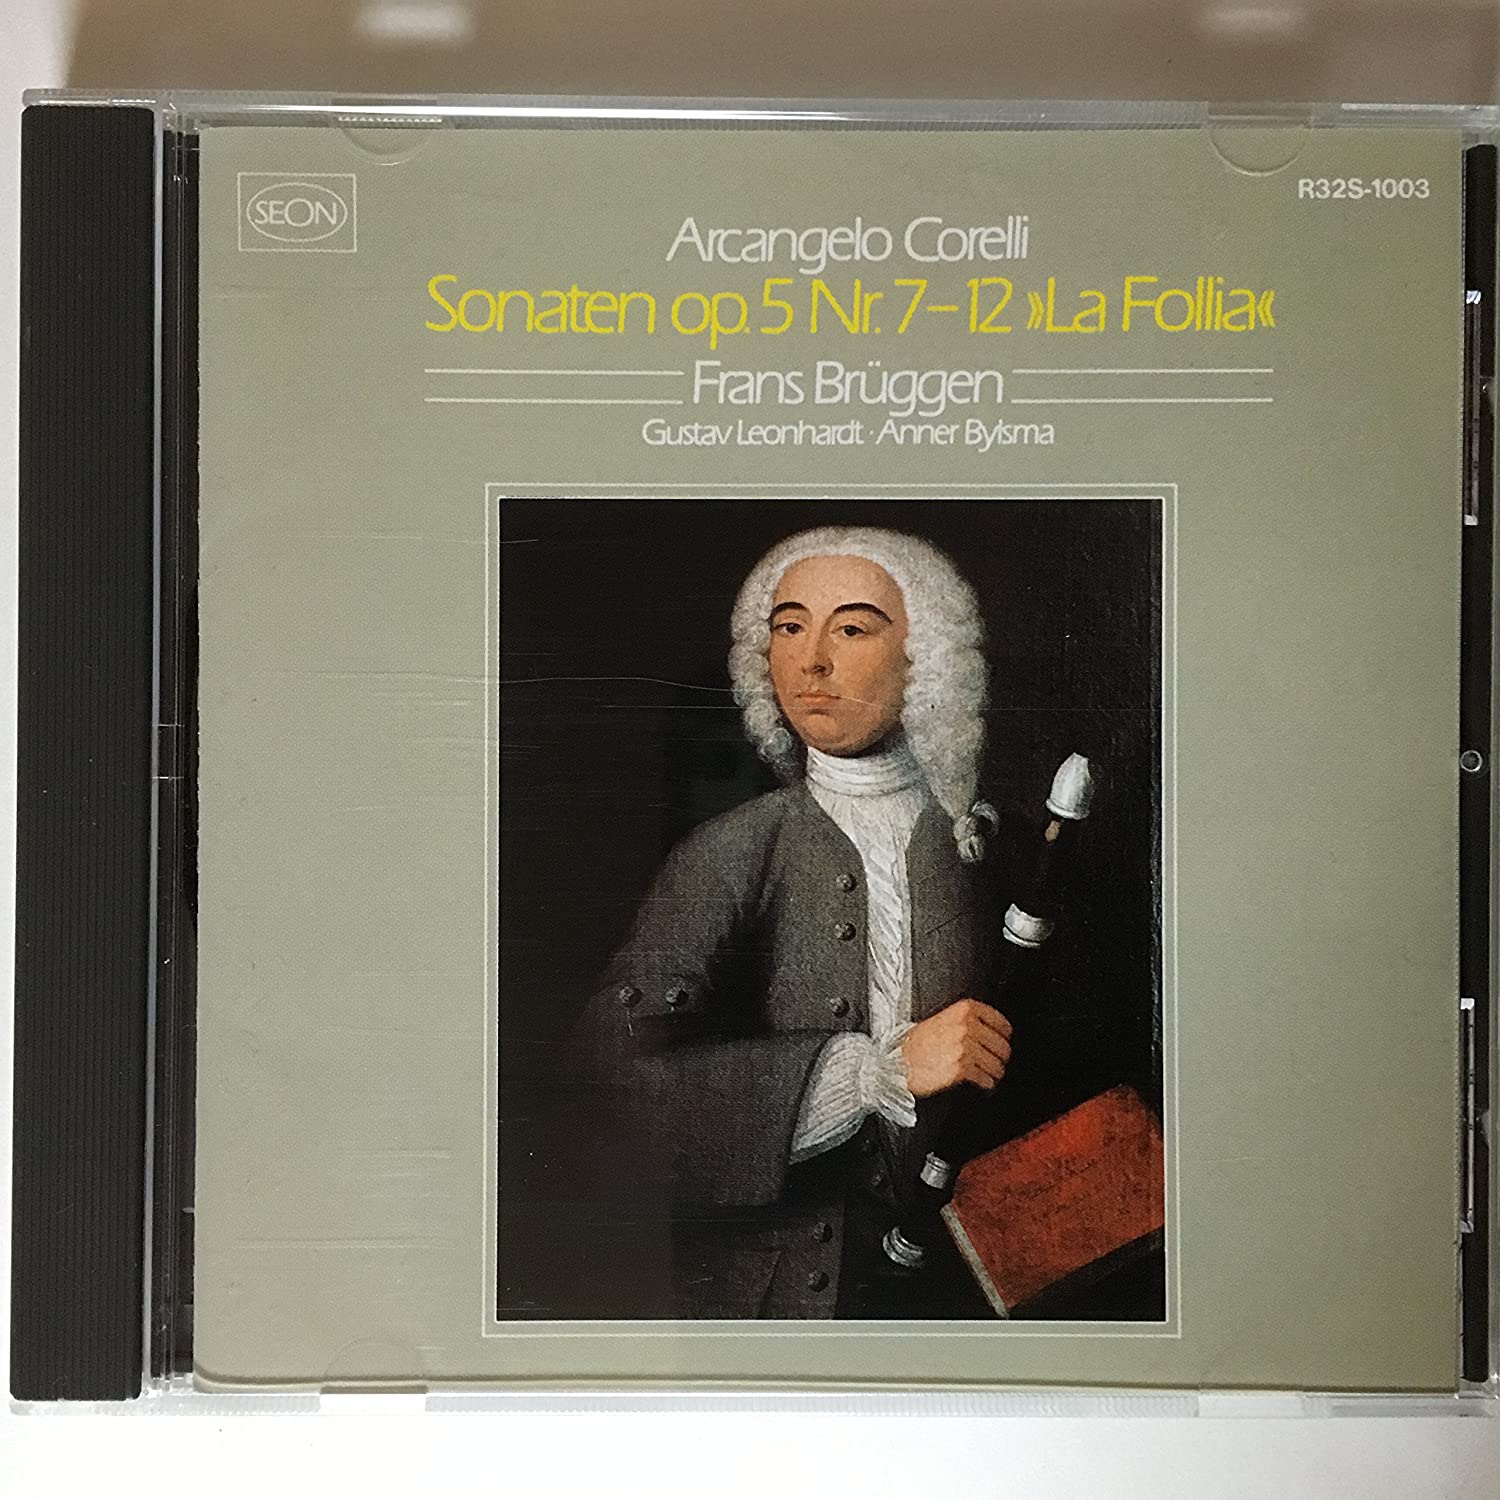 SEON
R32S-1003
Arcangelo Corelli
Sonaten op.5 Nr.7–12 »La Follia«
Frans Brüggen
Gustav Leonhardt · Anner Bylsma